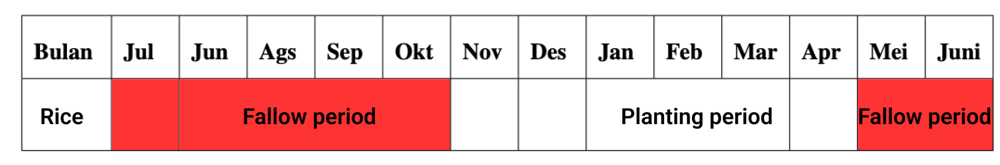 Bulan Jul Jun Ags Sep Okt Nov Des Jan Feb Mar Apr Mei Juni
Rice Fallow period Planting period Fallow period